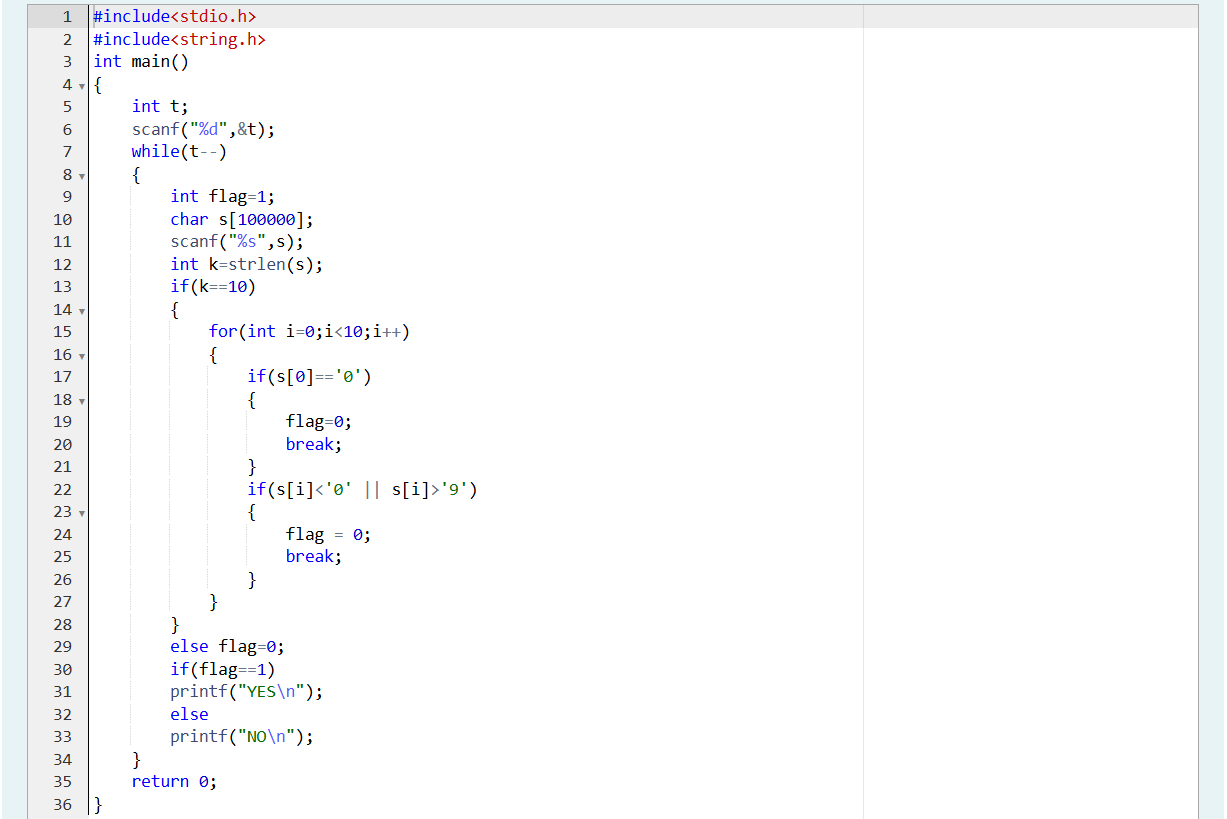 1 #include<stdio.h>
2 #include<string.h>
3 int main()
4 {
5     int t;
6     scanf("%d",&t);
7     while(t--)
8     {
9         int flag=1;
10         char s[100000];
11         scanf("%s",s);
12         int k=strlen(s);
13         if(k==10)
14         {
15             for(int i=0;i<10;i++)
16             {
17                 if(s[0]=='0')
18                 {
19                     flag=0;
20                     break;
21                 }
22                 if(s[i]<'0' || s[i]>'9')
23                 {
24                     flag = 0;
25                     break;
26                 }
27             }
28         }
29         else flag=0;
30         if(flag==1)
31         printf("YES\n");
32         else
33         printf("NO\n");
34     }
35     return 0;
36 }